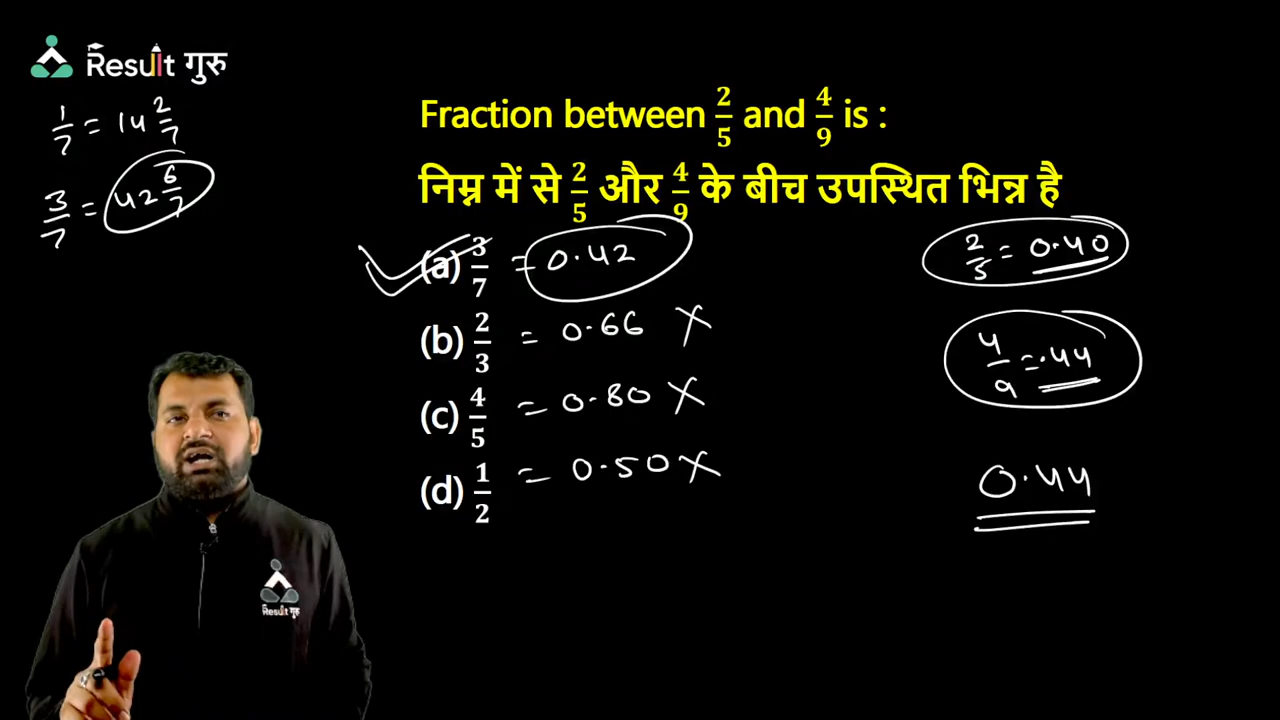 Result गुरु
1/7 = 14 2/7
3/7 = 42 6/7
Fraction between 2/5 and 4/9 is :
निम्न में से 2/5 और 4/9 के बीच उपस्थित भिन्न है
(a) 3/7 = 0.42
(b) 2/3 = 0.66 X
(c) 4/5 = 0.80 X
(d) 1/2 = 0.50 X
2/5 = 0.40
4/9 = .44
0.44
Result गुरु